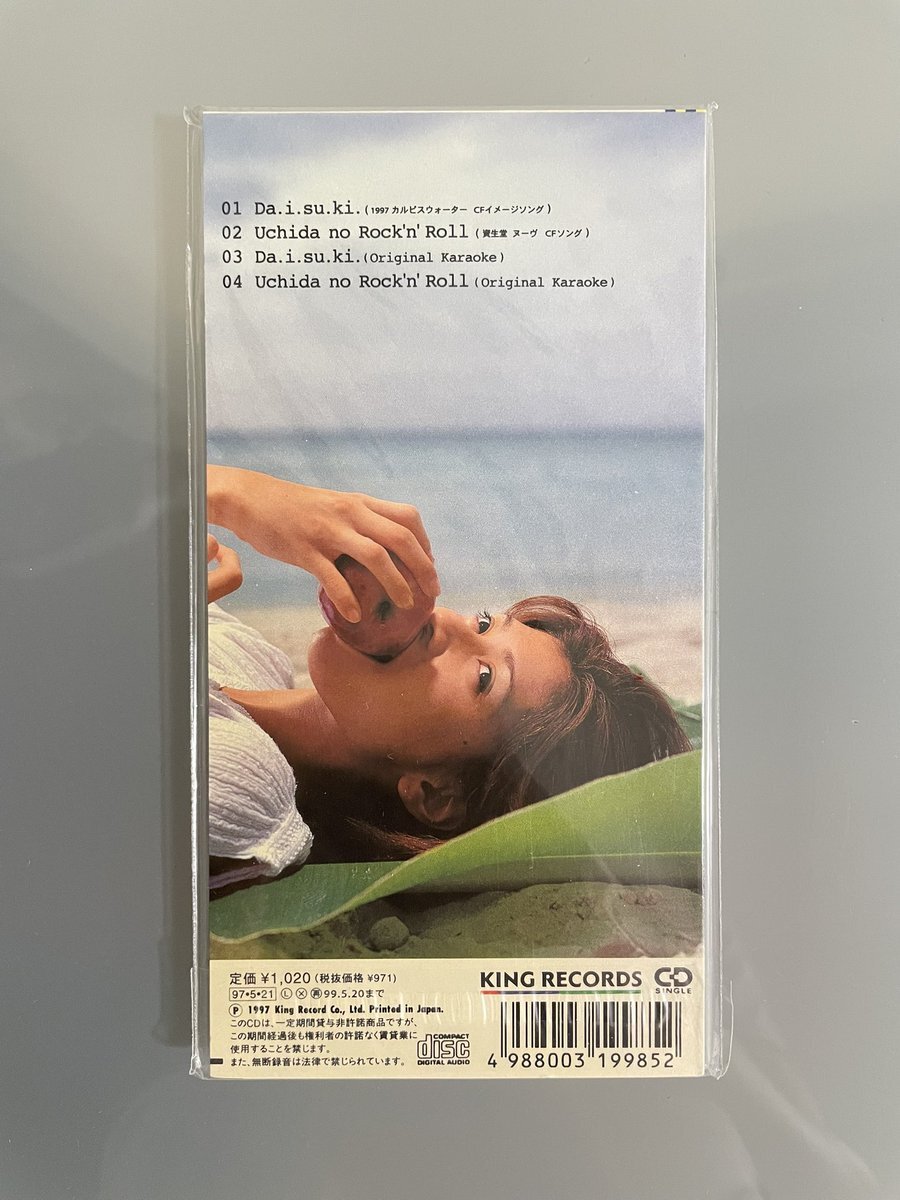 01 Da.i.su.ki.(1997 カルピスウォーター CFイメージソング)
02 Uchida no Rock'n' Roll (資生堂 ヌーヴ CFソング)
03 Da.i.su.ki.(Original Karaoke)
04 Uchida no Rock'n' Roll (Original Karaoke)
定価 ¥1,020 (税抜価格 ¥971)
97•5•21 Ⓛ Ⓧ ㊞ 99.5.20まで
Ⓟ 1997 King Record Co., Ltd. Printed in Japan.
このCDは、一定期間貸与非許諾商品ですが、
この期間経過後も権利者の許諾なく賃貸業に
使用することを禁じます。
また、無断録音は法律で禁じられています。
COMPACT
disc
DIGITAL AUDIO
KING RECORDS
CD
SINGLE
4 988003 199852